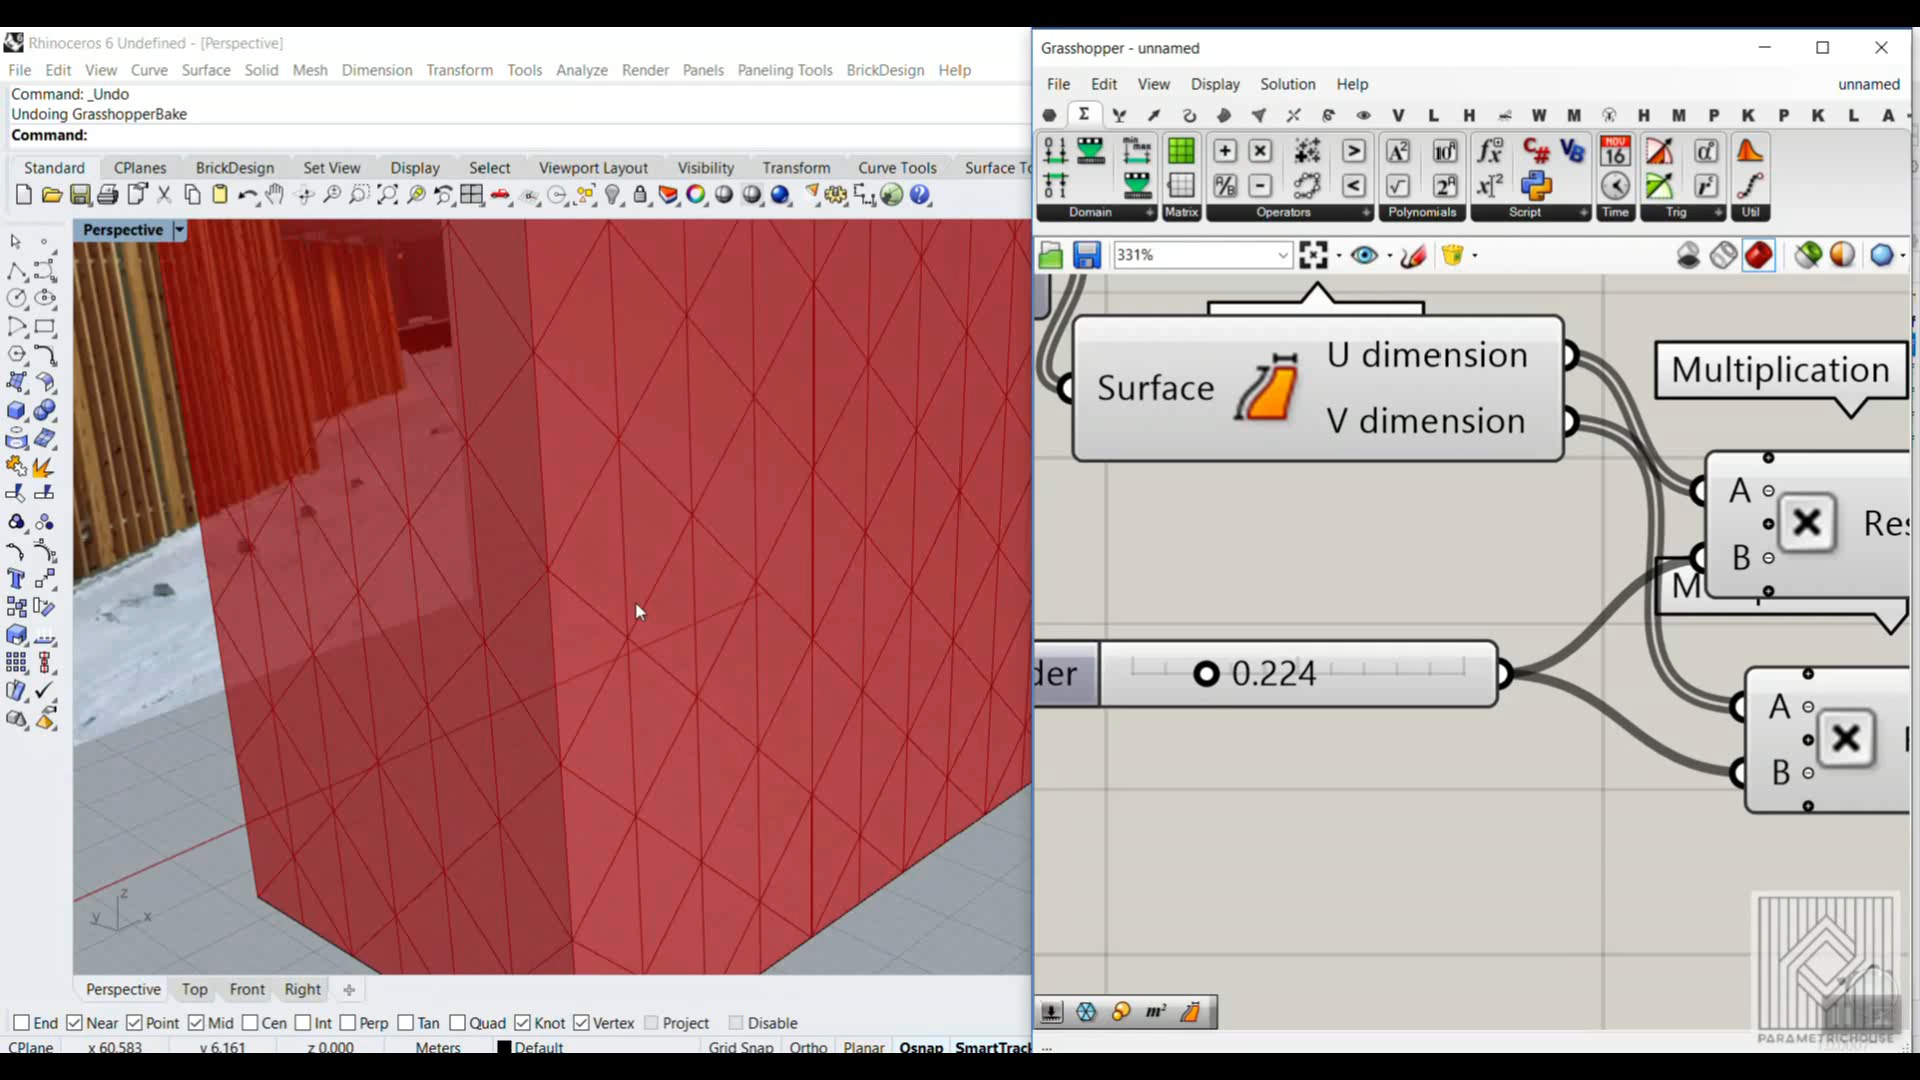 Rhinoceros 6 Undefined - [Perspective]
File Edit View Curve Surface Solid Mesh Dimension Transform Tools Analyze Render Panels Paneling Tools BrickDesign Help
Command: _Undo
Undoing GrasshopperBake
Command:
Standard CPlanes BrickDesign Set View Display Select Viewport Layout Visibility Transform Curve Tools Surface To
Perspective
z
y x
Perspective Top Front Right
End Near Point Mid Cen Int Perp Tan Quad Knot Vertex Project Disable
CPlane x 60.583 y 6.161 z 0.000 Meters Default Grid Snap Ortho Planar Osnap SmartTrack
Grasshopper - unnamed
File Edit View Display Solution Help unnamed
Σ V L H W M H M P K P K L A
Domain Matrix Operators Polynomials Script Time Trig Util
331%
Surface
U dimension
V dimension
Multiplication
A
B
Res
M
der 0.224
A
B
m²
PARAMETRICHOUSE